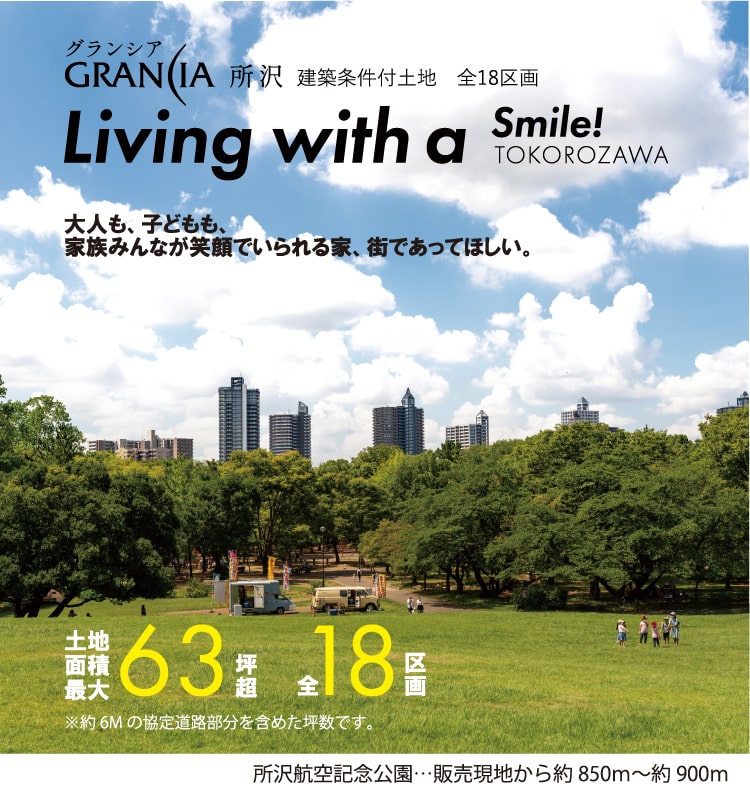 グランシア
GRANCIA 所沢 建築条件付土地 全18区画
Living with a Smile!
TOKOROZAWA
大人も、子どもも、
家族みんなが笑顔でいられる家、街であってほしい。
土地面積最大63坪超 全18区画
※約6Mの協定道路部分を含めた坪数です。
所沢航空記念公園…販売現地から約850m〜約900m